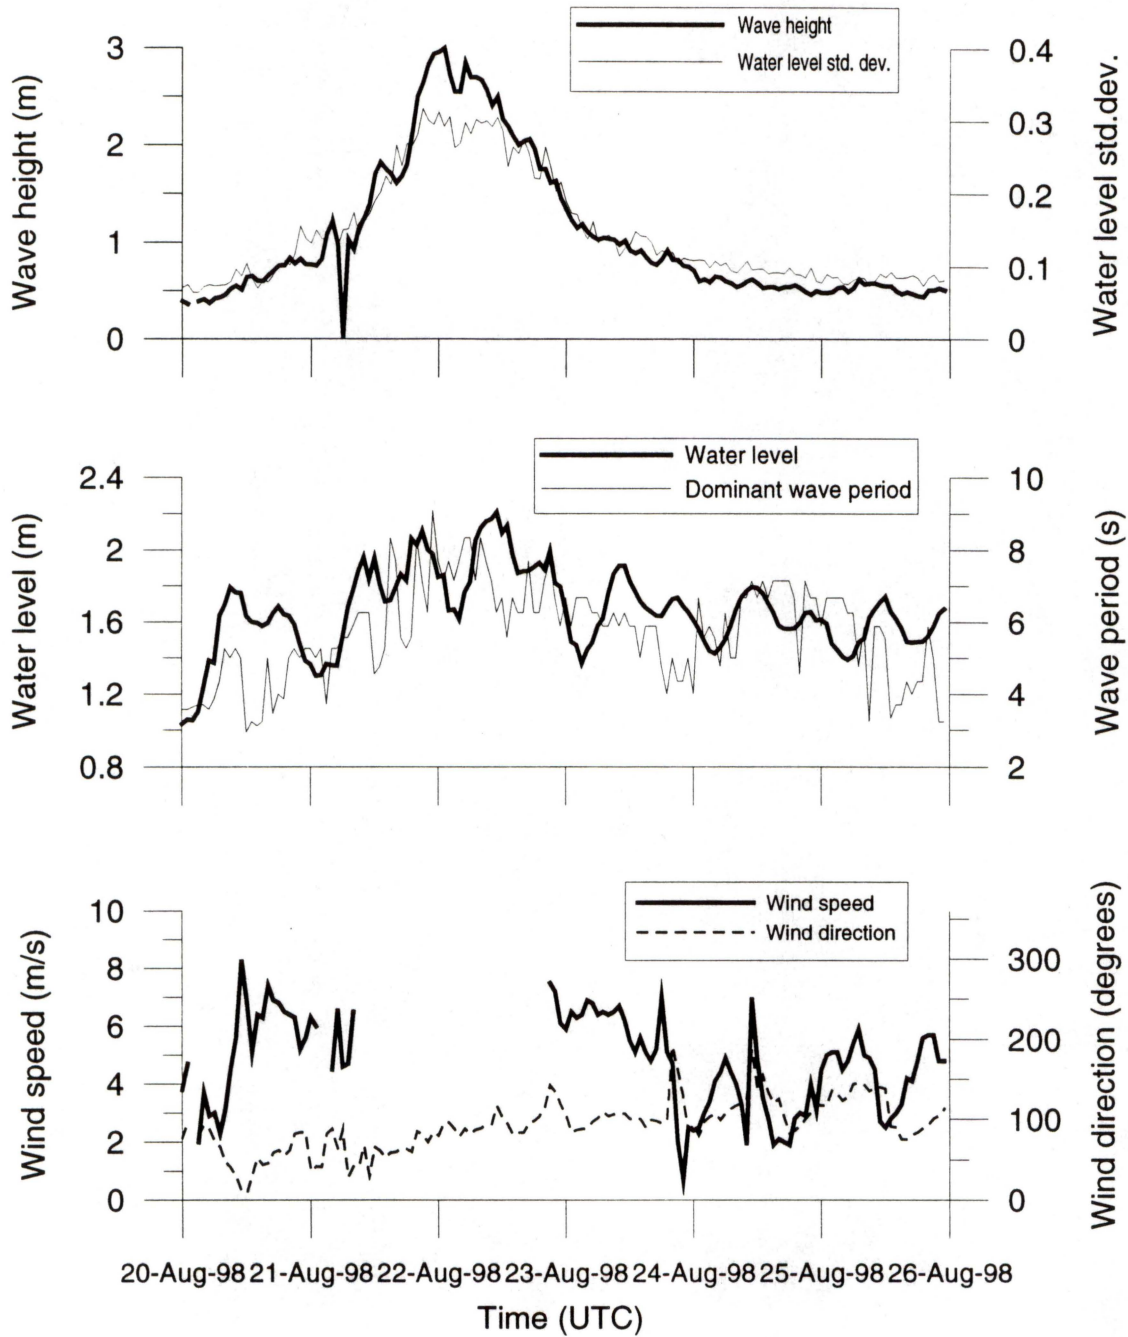 Wave height
Water level std. dev.
Wave height (m)
3
2
1
0
0.4
0.3
0.2
0.1
0
Water level std.dev.
Water level
Dominant wave period
Water level (m)
2.4
2
1.6
1.2
0.8
10
8
6
4
2
Wave period (s)
Wind speed
Wind direction
Wind speed (m/s)
10
8
6
4
2
0
300
200
100
0
Wind direction (degrees)
20-Aug-98 21-Aug-98 22-Aug-98 23-Aug-98 24-Aug-98 25-Aug-98 26-Aug-98
Time (UTC)